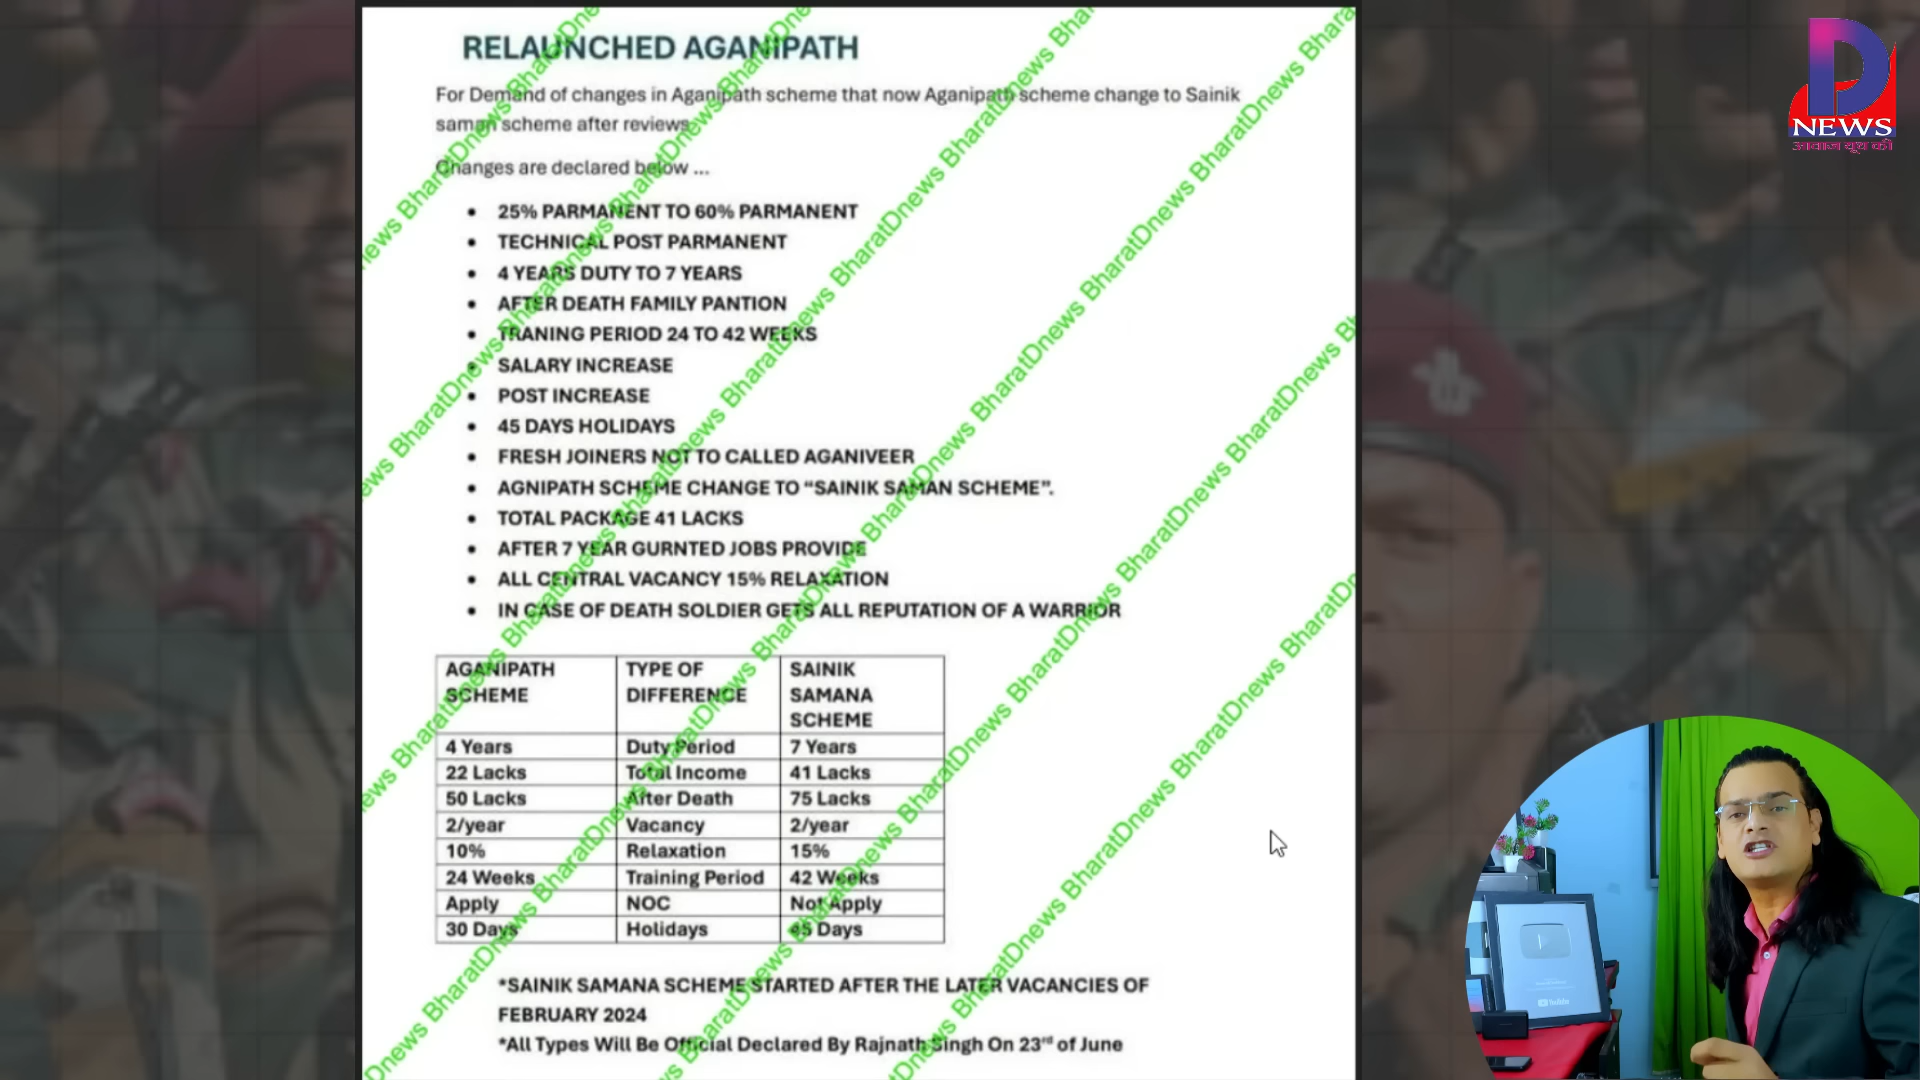 RELAUNCHED AGANIPATH
For Demand of changes in Aganipath scheme that now Aganipath scheme change to Sainik
saman scheme after reviews
Changes are declared below ...
• 25% PARMANENT TO 60% PARMANENT
• TECHNICAL POST PARMANENT
• 4 YEARS DUTY TO 7 YEARS
• AFTER DEATH FAMILY PANTION
• TRANING PERIOD 24 TO 42 WEEKS
• SALARY INCREASE
• POST INCREASE
• 45 DAYS HOLIDAYS
• FRESH JOINERS NOT TO CALLED AGANIVEER
• AGNIPATH SCHEME CHANGE TO “SAINIK SAMAN SCHEME”.
• TOTAL PACKAGE 41 LACKS
• AFTER 7 YEAR GURNTED JOBS PROVIDE
• ALL CENTRAL VACANCY 15% RELAXATION
• IN CASE OF DEATH SOLDIER GETS ALL REPUTATION OF A WARRIOR
AGANIPATH SCHEME TYPE OF DIFFERENCE SAINIK SAMANA SCHEME
4 Years Duty Period 7 Years
22 Lacks Total Income 41 Lacks
50 Lacks After Death 75 Lacks
2/year Vacancy 2/year
10% Relaxation 15%
24 Weeks Training Period 42 Weeks
Apply NOC Not Apply
30 Days Holidays 45 Days
*SAINIK SAMANA SCHEME STARTED AFTER THE LATER VACANCIES OF
FEBRUARY 2024
*All Types Will Be Official Declared By Rajnath Singh On 23rd of June
BharatDnews BharatDnews BharatDnews
D
NEWS
आवाज यूथ की
YouTube